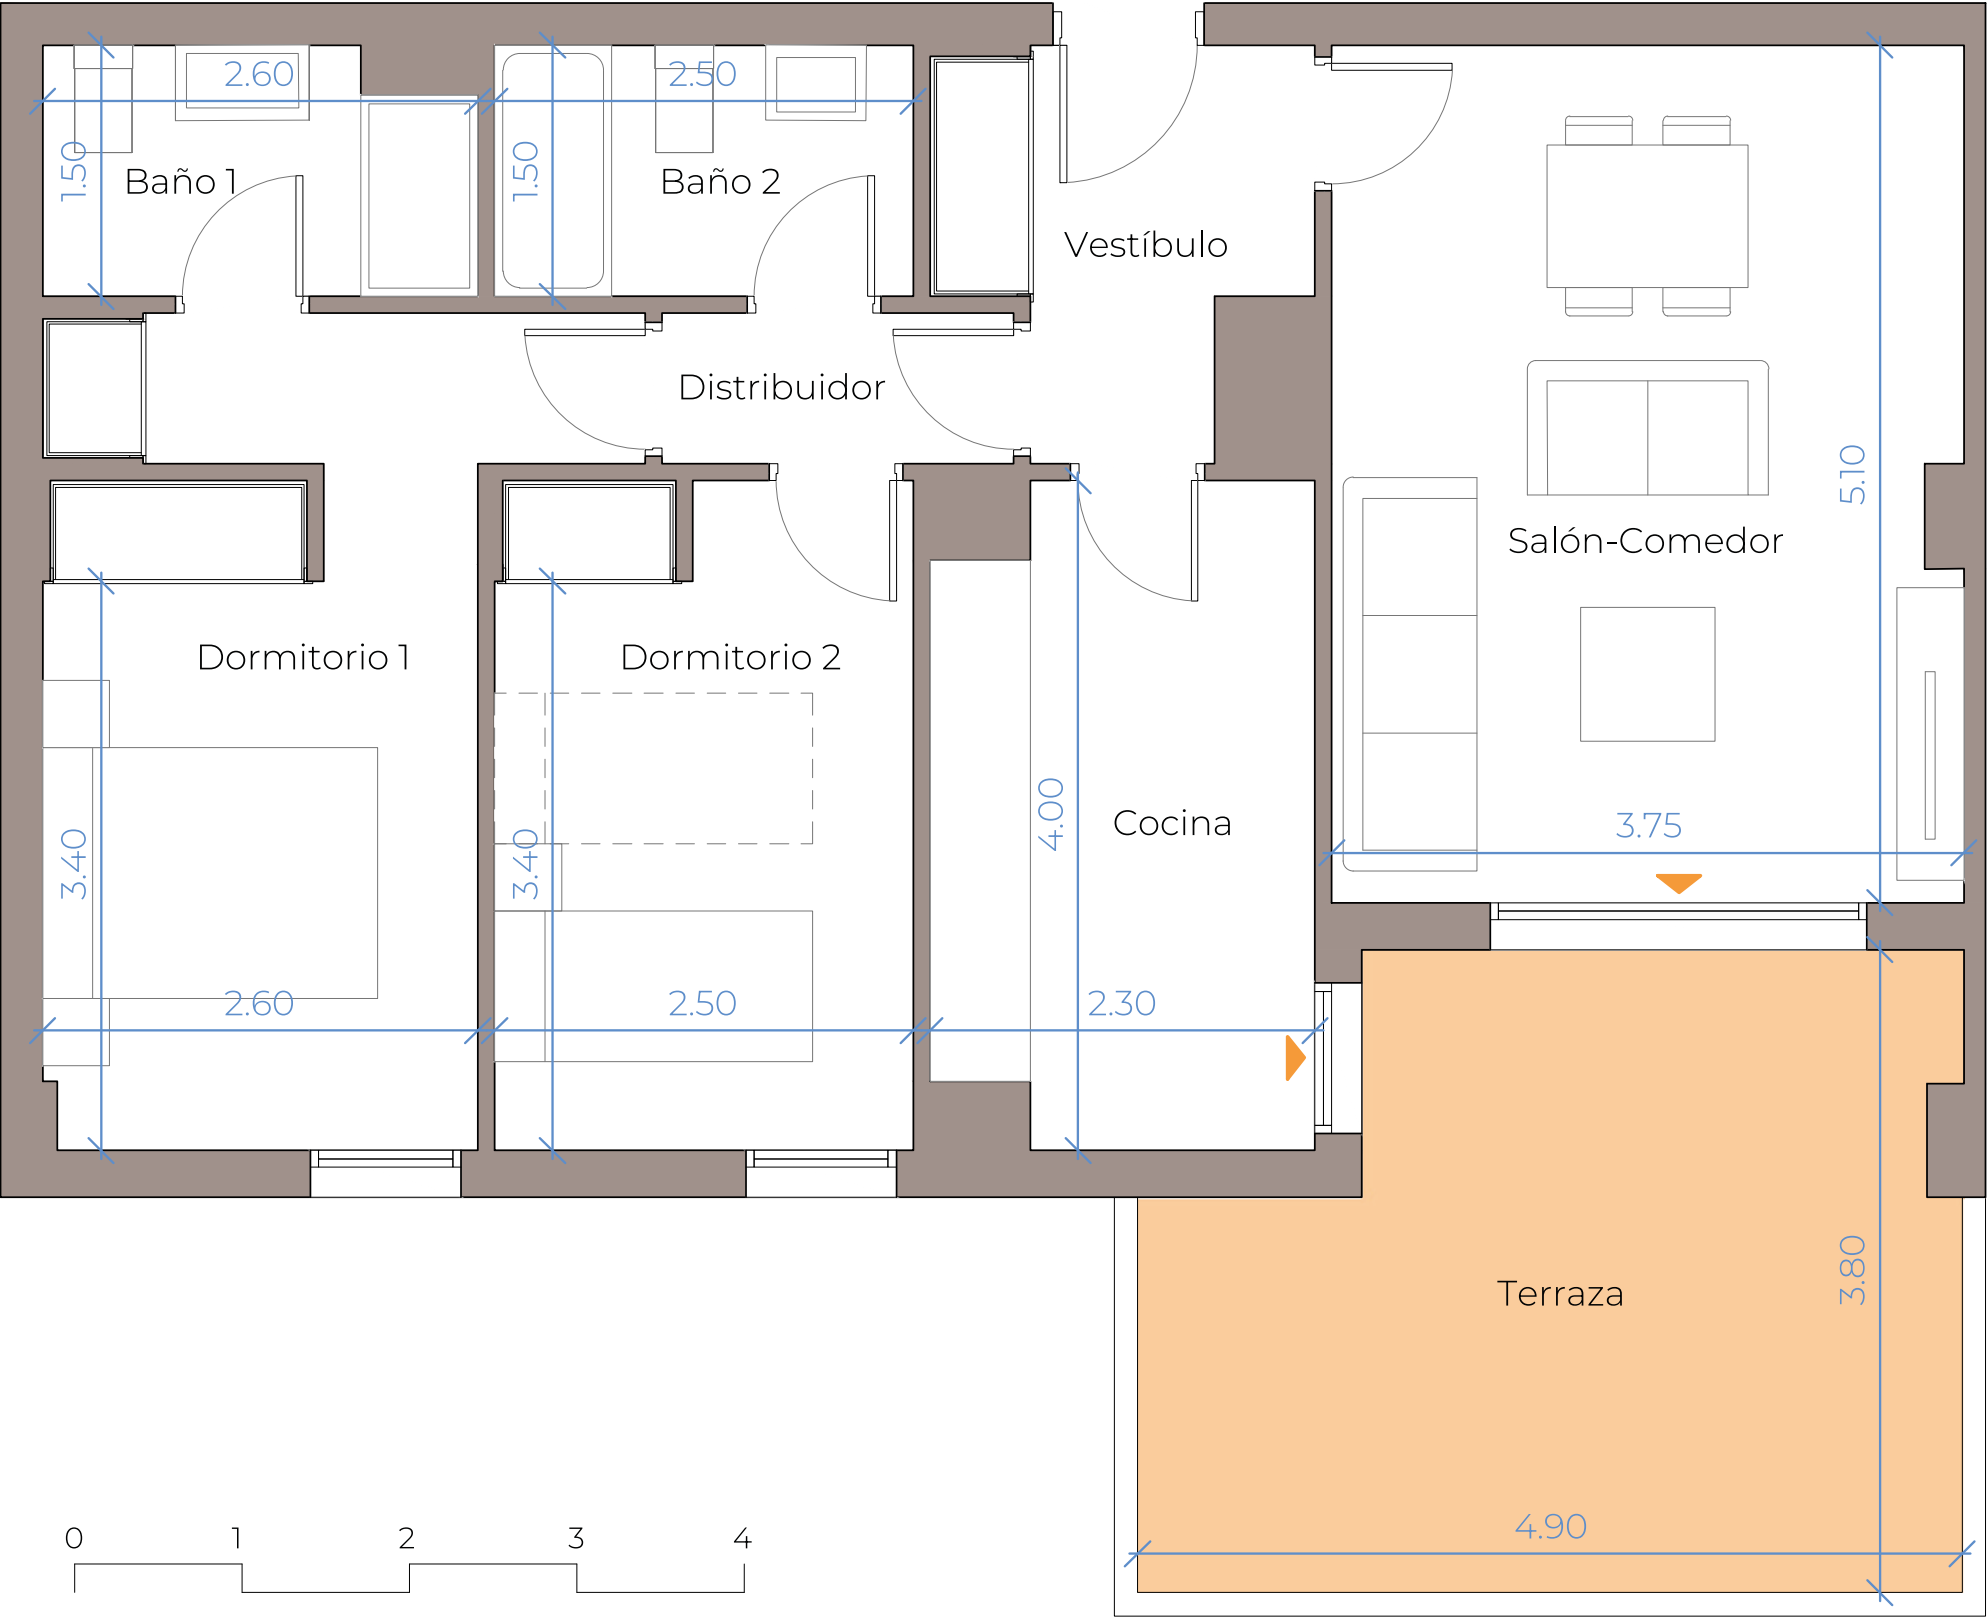 2.60
2.50
1.50
Baño 1
1.50
Baño 2
Vestíbulo
Distribuidor
5.10
Salón-Comedor
Dormitorio 1
Dormitorio 2
4.00
Cocina
3.75
3.40
3.40
2.60
2.50
2.30
3.80
Terraza
4.90
0 1 2 3 4